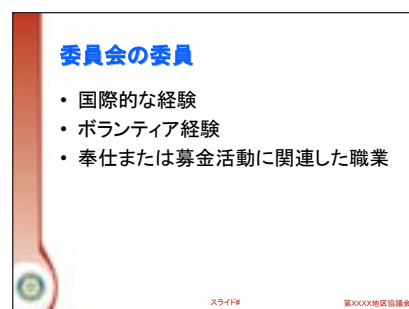 委員会の委員
• 国際的な経験
• ボランティア経験
• 奉仕または募金活動に関連した職業
スライド#
第XXXX地区協議会